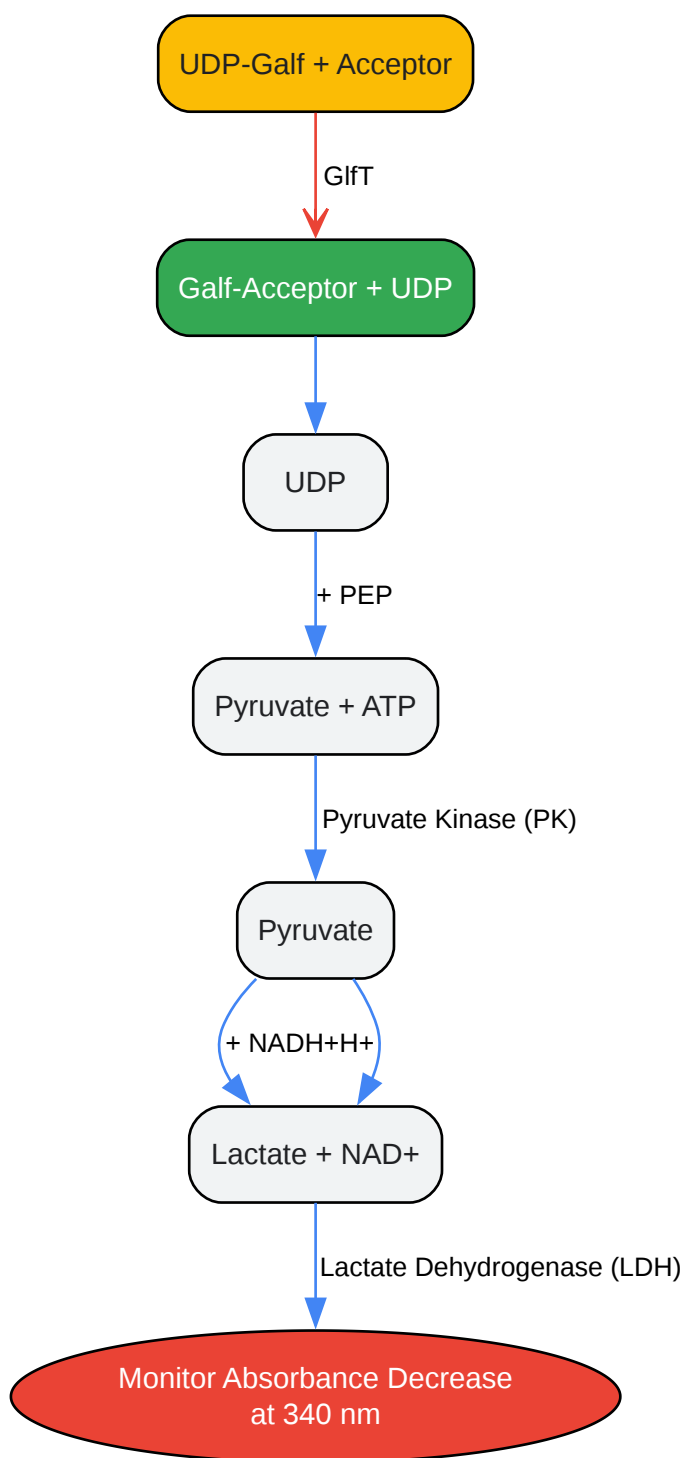 UDP-Galf + Acceptor
GlfT
Galf-Acceptor + UDP
UDP
+ PEP
Pyruvate + ATP
Pyruvate Kinase (PK)
Pyruvate
+ NADH+H+
Lactate + NAD+
Lactate Dehydrogenase (LDH)
Monitor Absorbance Decrease
at 340 nm